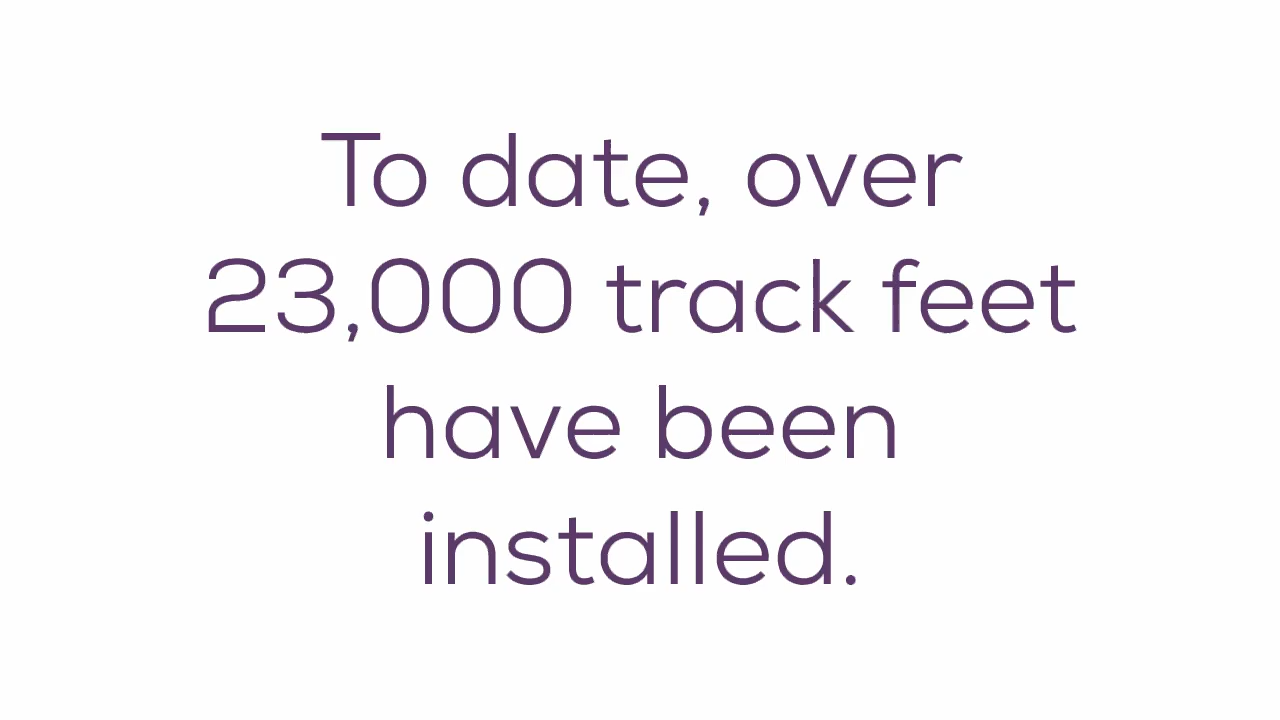 To date, over
23,000 track feet
have been
installed.